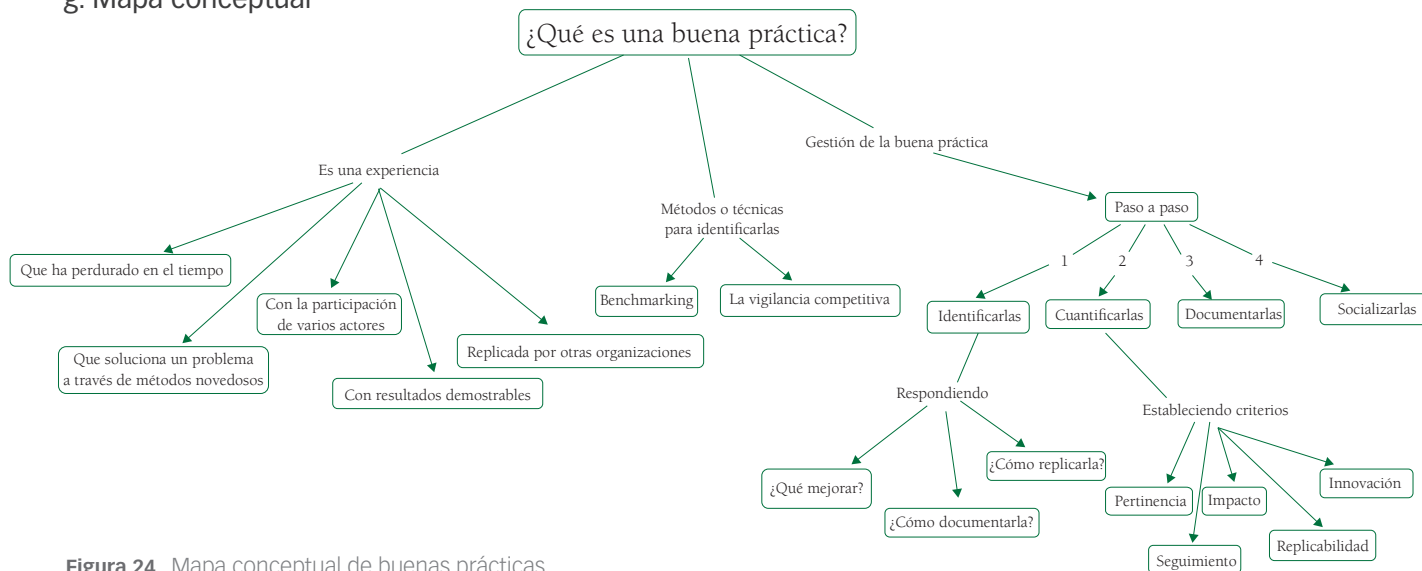 g. Mapa conceptual
¿Qué es una buena práctica?
Gestión de la buena práctica
Es una experiencia
Métodos o técnicas
para identificarlas
Paso a paso
1
2
3
4
Que ha perdurado en el tiempo
Con la participación
de varios actores
Que soluciona un problema
a través de métodos novedosos
Con resultados demostrables
Replicada por otras organizaciones
Benchmarking
La vigilancia competitiva
Identificarlas
Cuantificarlas
Documentarlas
Socializarlas
Respondiendo
Estableciendo criterios
¿Qué mejorar?
¿Cómo documentarla?
¿Cómo replicarla?
Pertinencia
Seguimiento
Impacto
Replicabilidad
Innovación
Figura 24 Mapa conceptual de buenas prácticas